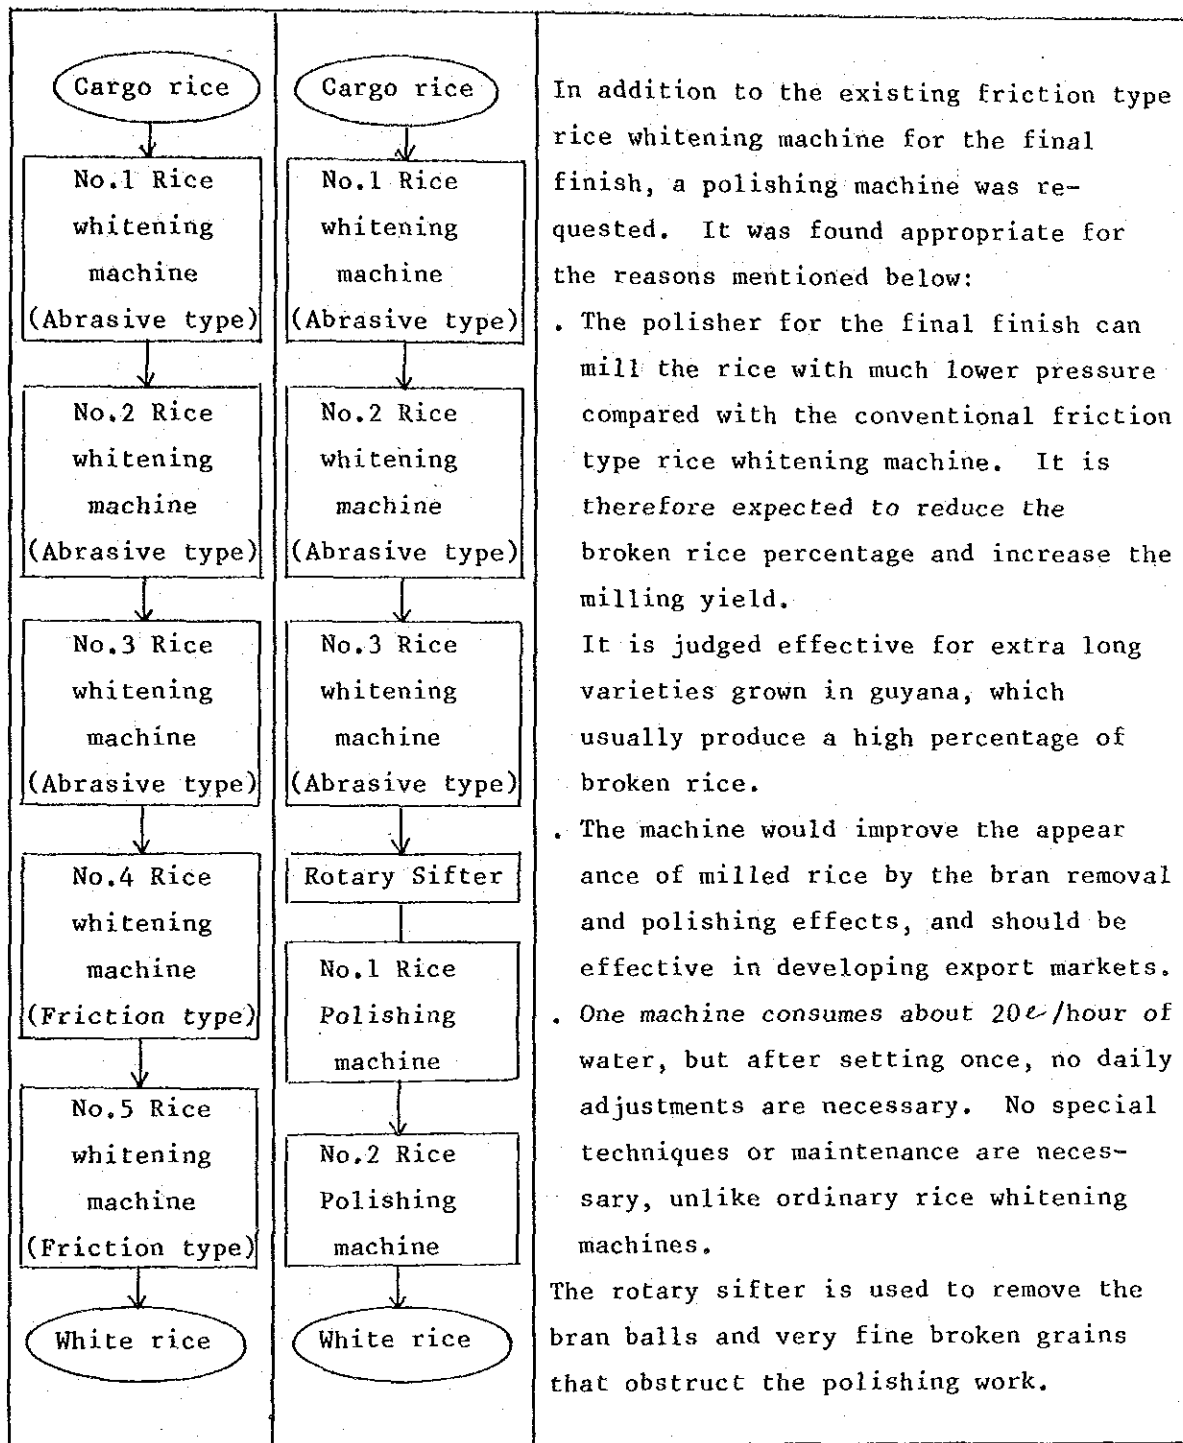 Cargo rice
No.1 Rice
whitening
machine
(Abrasive type)
No.2 Rice
whitening
machine
(Abrasive type)
No.3 Rice
whitening
machine
(Abrasive type)
No.4 Rice
whitening
machine
(Friction type)
No.5 Rice
whitening
machine
(Friction type)
White rice
Cargo rice
No.1 Rice
whitening
machine
(Abrasive type)
No.2 Rice
whitening
machine
(Abrasive type)
No.3 Rice
whitening
machine
(Abrasive type)
Rotary Sifter
No.1 Rice
Polishing
machine
No.2 Rice
Polishing
machine
White rice
In addition to the existing friction type
rice whitening machine for the final
finish, a polishing machine was re-
quested. It was found appropriate for
the reasons mentioned below:
. The polisher for the final finish can
mill the rice with much lower pressure
compared with the conventional friction
type rice whitening machine. It is
therefore expected to reduce the
broken rice percentage and increase the
milling yield.
It is judged effective for extra long
varieties grown in guyana, which
usually produce a high percentage of
broken rice.
. The machine would improve the appear
ance of milled rice by the bran removal
and polishing effects, and should be
effective in developing export markets.
. One machine consumes about 20ℓ/hour of
water, but after setting once, no daily
adjustments are necessary. No special
techniques or maintenance are neces-
sary, unlike ordinary rice whitening
machines.
The rotary sifter is used to remove the
bran balls and very fine broken grains
that obstruct the polishing work.